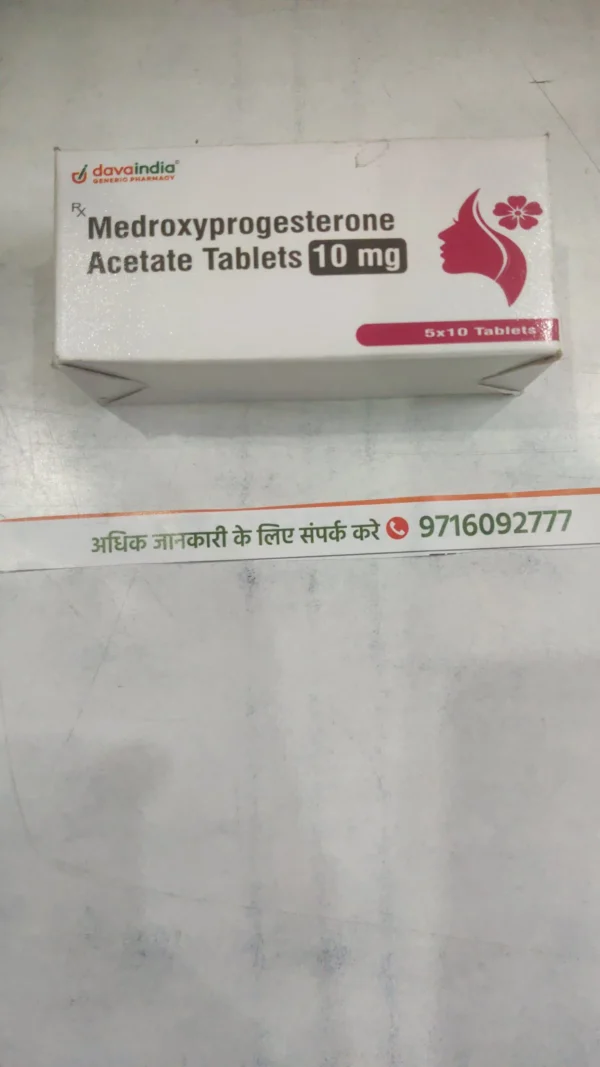 davaindia®
GENERIC PHARMACY
Rx
Medroxyprogesterone
Acetate Tablets 10 mg
5x10 Tablets
अधिक जानकारी के लिए संपर्क करे 9716092777